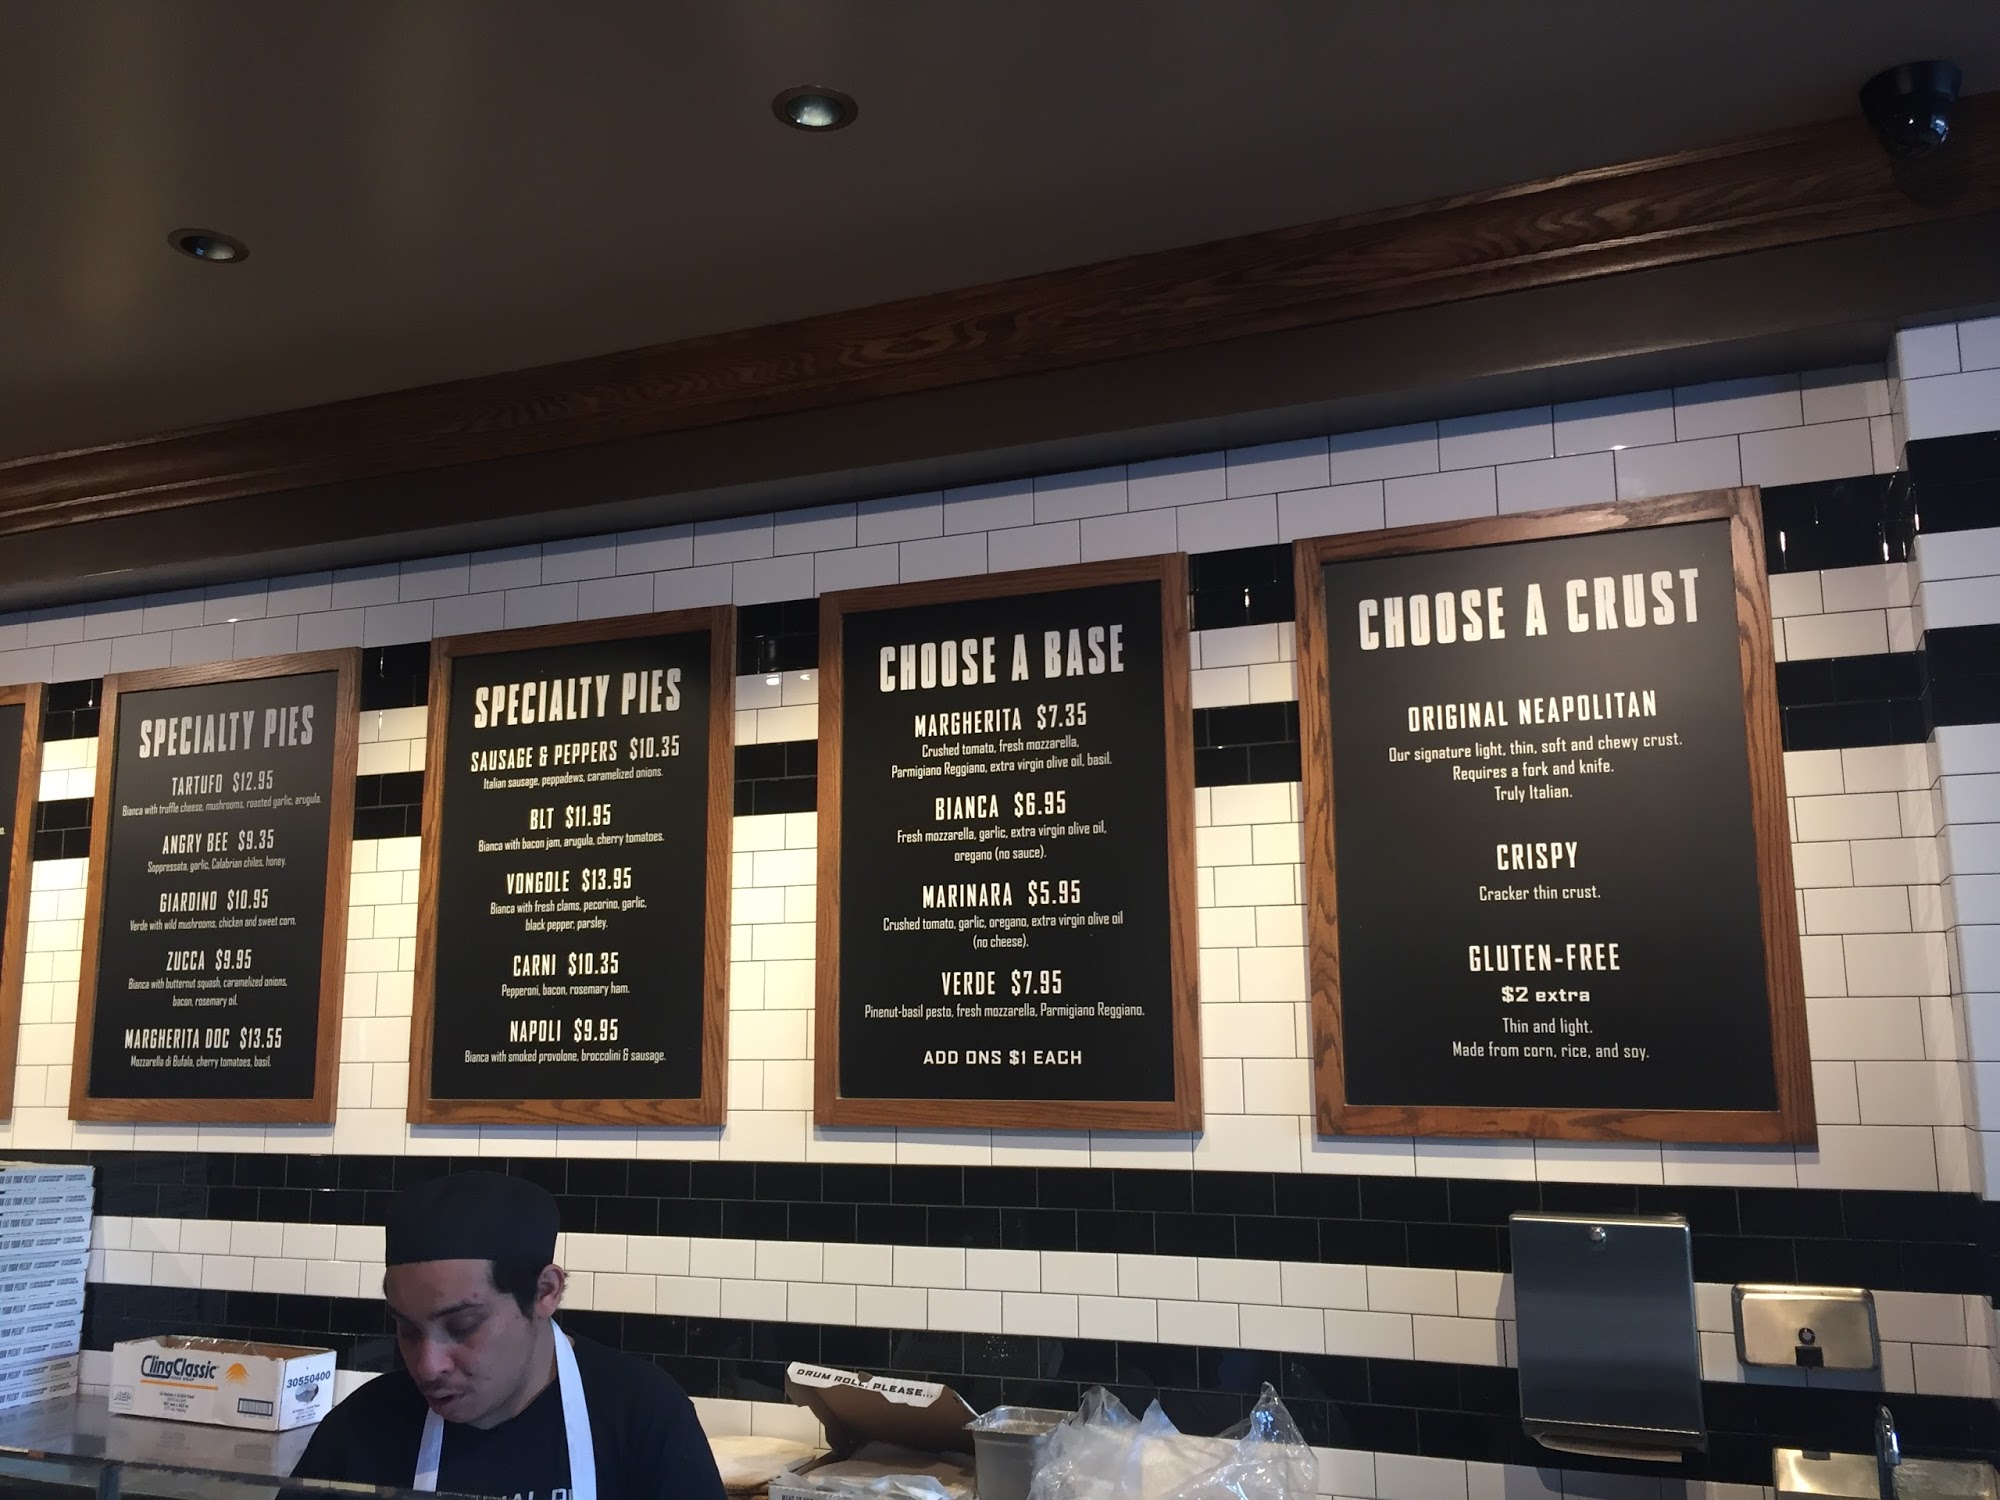 SPECIALTY PIES
TARTUFO $12.95
Bianca with truffle cheese, mushrooms, roasted garlic, arugula.
ANGRY BEE $9.35
Soppressata, garlic, Calabrian chiles, honey.
GIARDINO $10.95
Verde with wild mushrooms, chicken and sweet corn.
ZUCCA $9.95
Bianca with butternut squash, caramelized onions,
bacon, rosemary oil.
MARGHERITA DOC $13.55
Mozzarella di Bufala, cherry tomatoes, basil.
SPECIALTY PIES
SAUSAGE & PEPPERS $10.35
Italian sausage, peppadews, caramelized onions.
BLT $11.95
Bianca with bacon jam, arugula, cherry tomatoes.
VONGOLE $13.95
Bianca with fresh clams, pecorino, garlic,
black pepper, parsley.
CARNI $10.35
Pepperoni, bacon, rosemary ham.
NAPOLI $9.95
Bianca with smoked provolone, broccolini & sausage.
CHOOSE A BASE
MARGHERITA $7.35
Crushed tomato, fresh mozzarella,
Parmigiano Reggiano, extra virgin olive oil, basil.
BIANCA $6.95
Fresh mozzarella, garlic, extra virgin olive oil,
oregano (no sauce).
MARINARA $5.95
Crushed tomato, garlic, oregano, extra virgin olive oil
(no cheese).
VERDE $7.95
Pinenut-basil pesto, fresh mozzarella, Parmigiano Reggiano.
ADD ONS $1 EACH
CHOOSE A CRUST
ORIGINAL NEAPOLITAN
Our signature light, thin, soft and chewy crust.
Requires a fork and knife.
Truly Italian.
CRISPY
Cracker thin crust.
GLUTEN-FREE
$2 extra
Thin and light.
Made from corn, rice, and soy.
ClingClassic
30550400
DRUM ROLL, PLEASE...